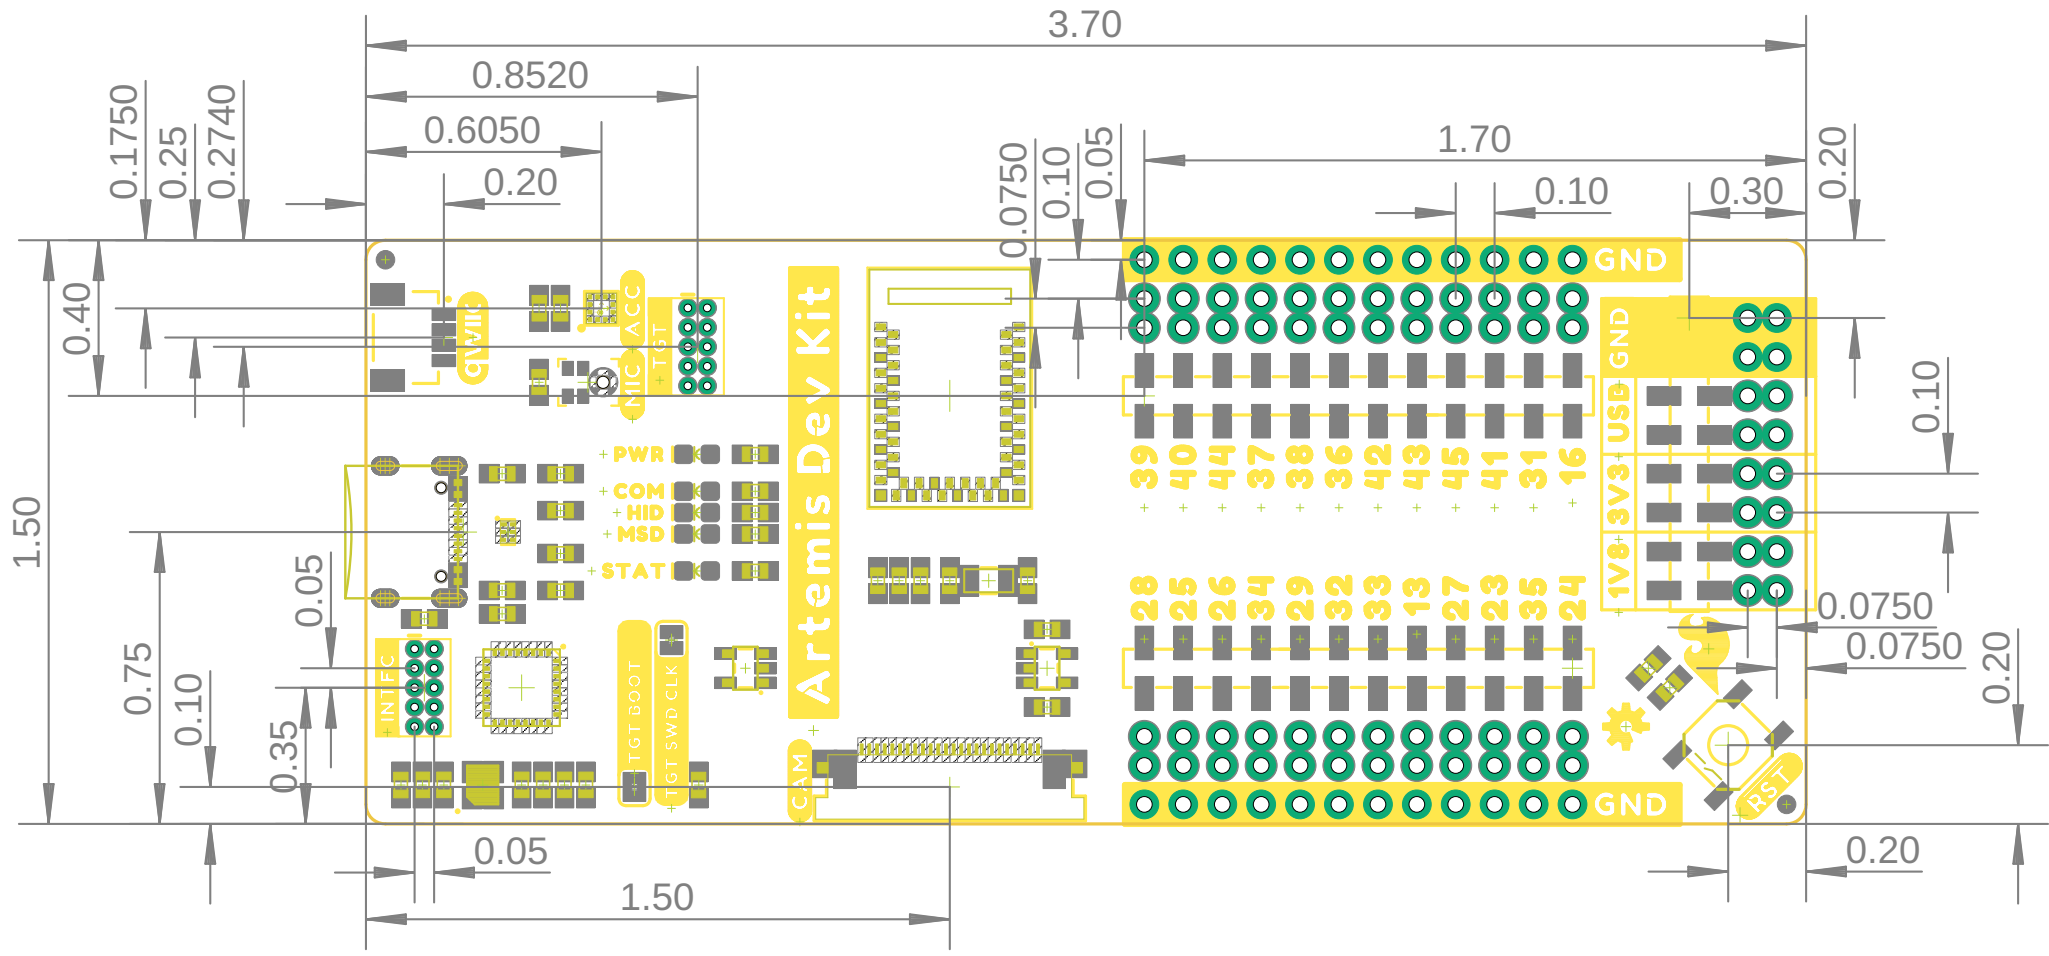 3.70
0.8520
0.6050
0.20
0.1750
0.25
0.2740
0.40
1.50
0.75
0.10
0.35
0.05
0.05
1.50
0.0750
0.10
0.05
1.70
0.10
0.30
0.20
0.10
0.0750
0.0750
0.20
0.20
QWIIC
ACC
MIC
TGT
PWR
COM
HID
MSD
STAT
INTFC
TGT BOOT
TGT SWD CLK
Artemis Dev Kit
CAM
GND
39 40 44 37 38 36 42 43 45 41 31 16
28 25 26 34 29 32 33 13 27 23 35 24
GND
GND
USB
3V3
1V8
RST